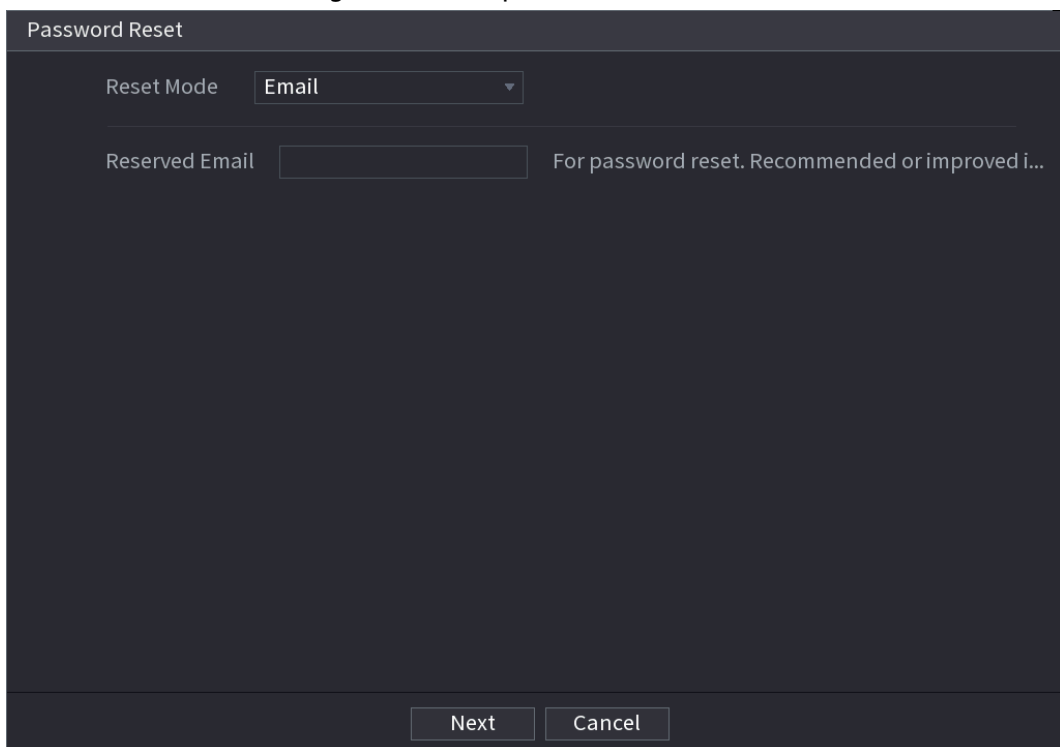 Password Reset
Reset Mode Email
Reserved Email For password reset. Recommended or improved i...
Next Cancel